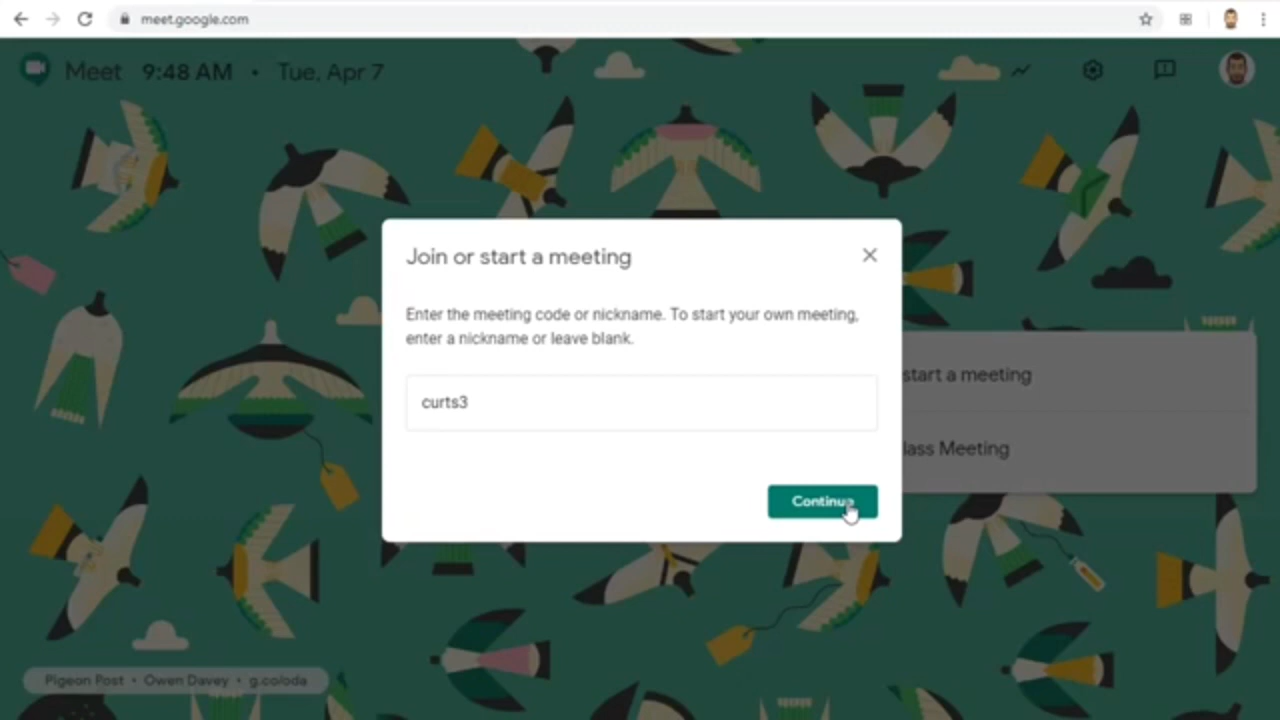 meet.google.com
Meet 9:48 AM • Tue, Apr 7
Join or start a meeting
Enter the meeting code or nickname. To start your own meeting,
enter a nickname or leave blank.
start a meeting
curts3
lass Meeting
Continue
Pigeon Post • Owen Davey • g.co/oda